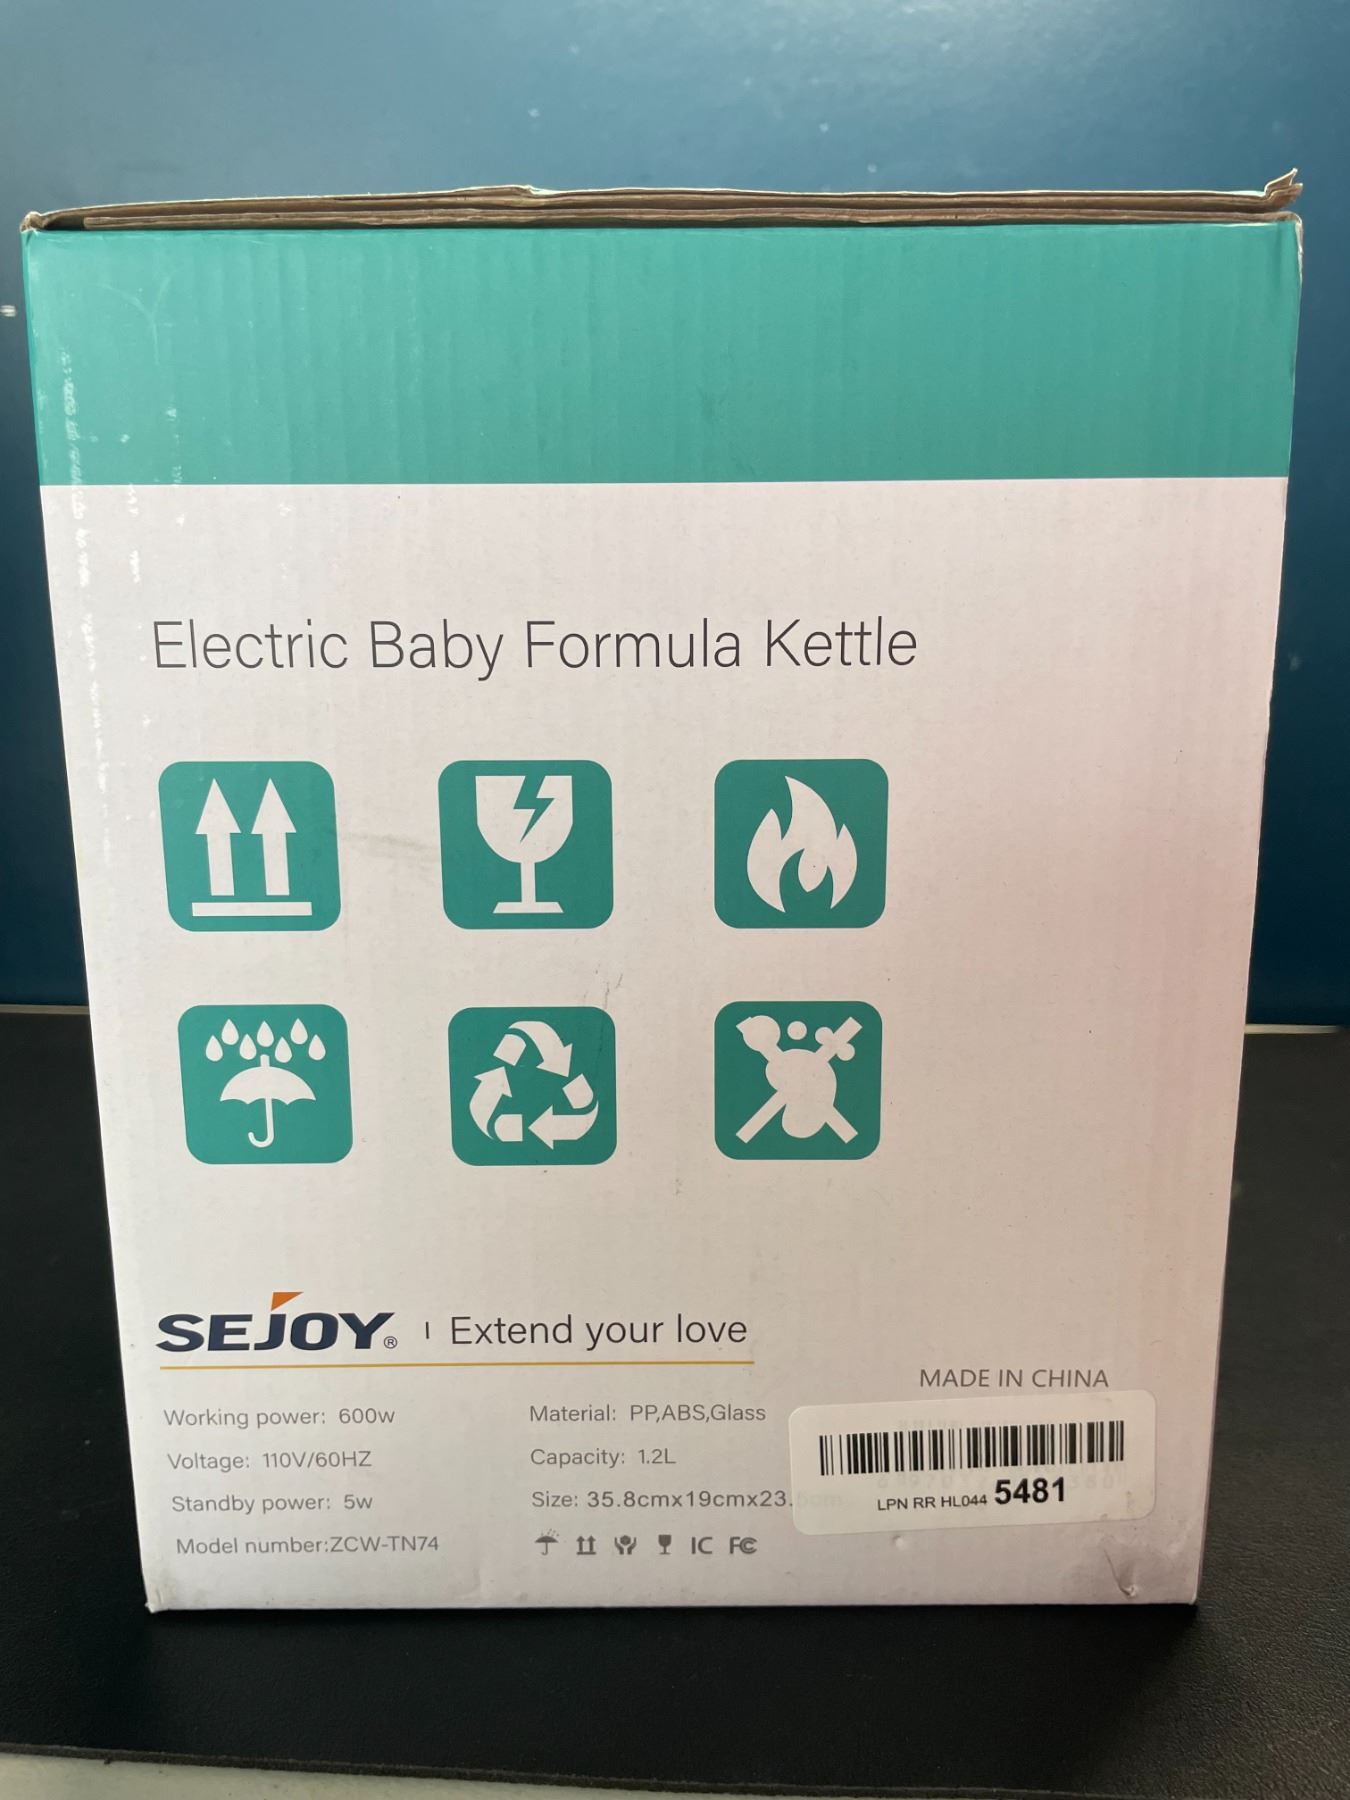 Electric Baby Formula Kettle
SEJOY® | Extend your love
MADE IN CHINA
Working power: 600w
Material: PP,ABS,Glass
Voltage: 110V/60HZ
Capacity: 1.2L
Standby power: 5w
Size: 35.8cmx19cmx23.5cm
Model number:ZCW-TN74
IC FC
LPN RR HL044 5481